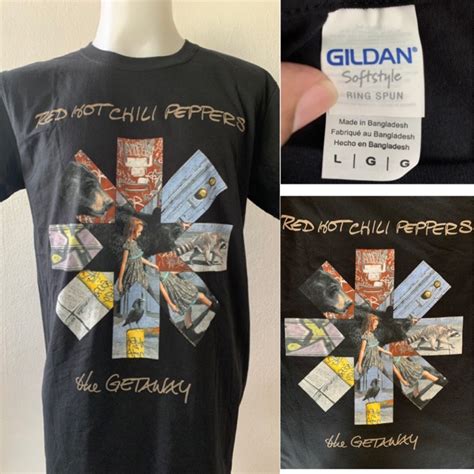 RED HOT CHILI PEPPERS
the GETAWAY
GILDAN®
Softstyle
RING SPUN
Made in Bangladesh
Fabriqué au Bangladesh
Hecho en Bangladesh
L | G | G
RED HOT CHILI PEPPERS
the GETAWAY